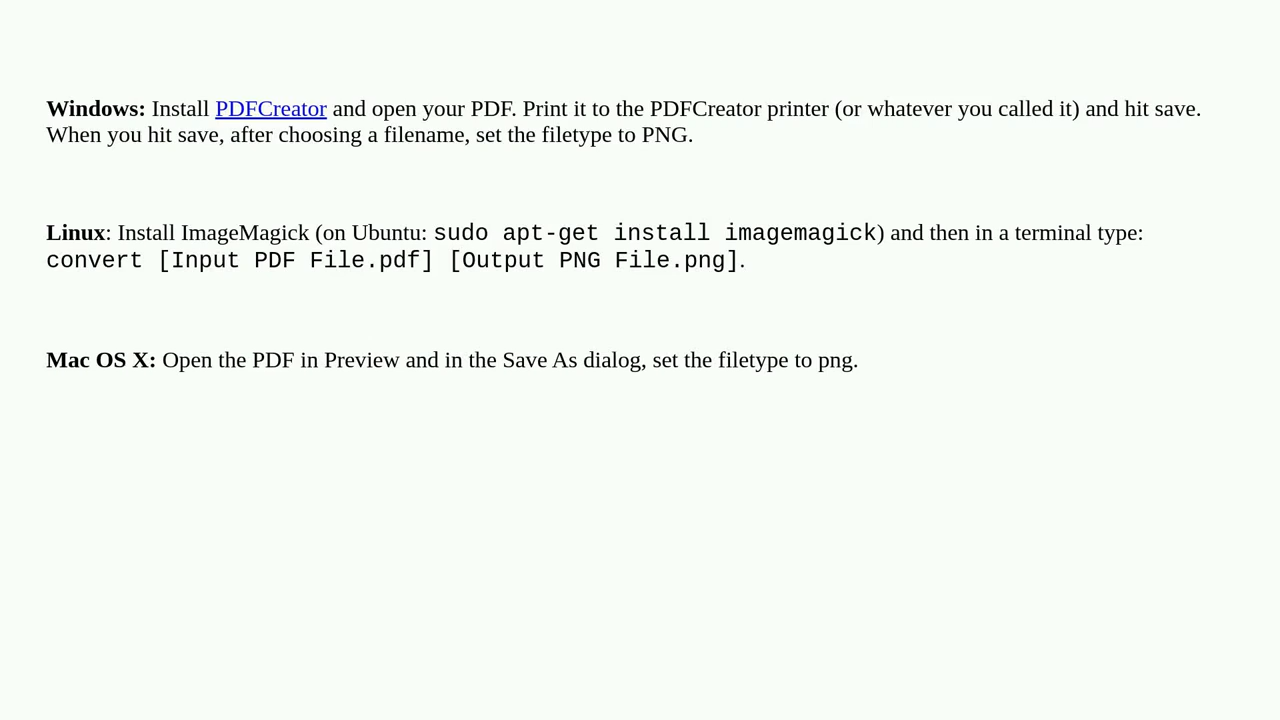 Windows: Install PDFCreator and open your PDF. Print it to the PDFCreator printer (or whatever you called it) and hit save.
When you hit save, after choosing a filename, set the filetype to PNG.
Linux: Install ImageMagick (on Ubuntu: sudo apt-get install imagemagick) and then in a terminal type:
convert [Input PDF File.pdf] [Output PNG File.png].
Mac OS X: Open the PDF in Preview and in the Save As dialog, set the filetype to png.